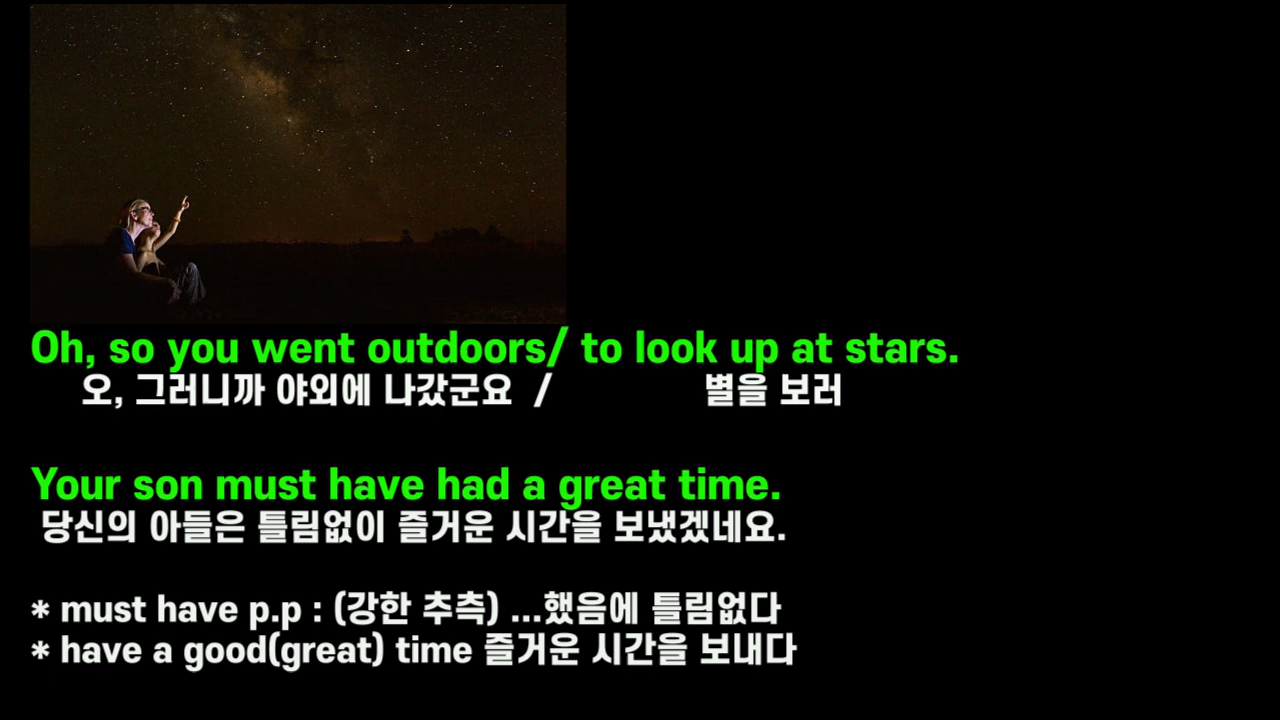 Oh, so you went outdoors/ to look up at stars.
오, 그러니까 야외에 나갔군요 / 별을 보러
Your son must have had a great time.
당신의 아들은 틀림없이 즐거운 시간을 보냈겠네요.
* must have p.p : (강한 추측) ...했음에 틀림없다
* have a good(great) time 즐거운 시간을 보내다